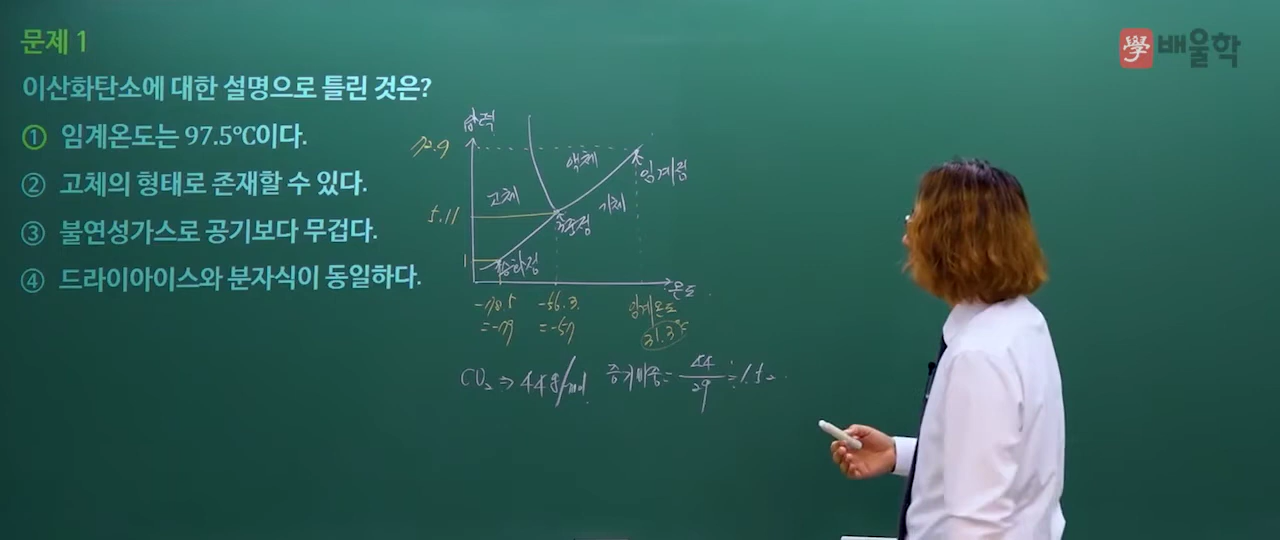 문제 1
學 배울학
이산화탄소에 대한 설명으로 틀린 것은?
① 임계온도는 97.5℃이다.
② 고체의 형태로 존재할 수 있다.
③ 불연성가스로 공기보다 무겁다.
④ 드라이아이스와 분자식이 동일하다.
압력
72.9
액체
임계점
고체
기체
5.11
삼중점
1
승화점
온도
-78.5 -56.3 임계온도
=-79 =-57 31.3℃
CO₂ ⇒ 44g/mol 증기비중 = 44/29 ≒ 1.52